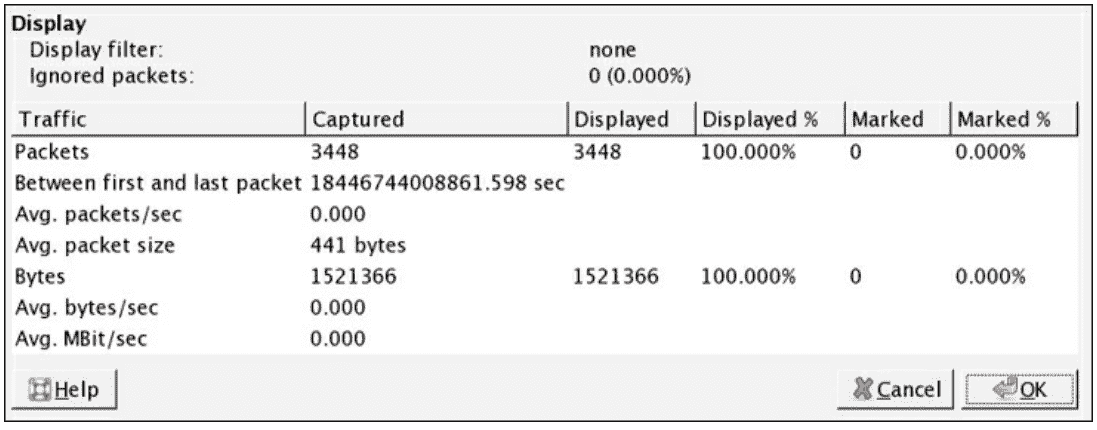 Display
Display filter: none
Ignored packets: 0 (0.000%)
Traffic Captured Displayed Displayed % Marked Marked %
Packets 3448 3448 100.000% 0 0.000%
Between first and last packet 18446744008861.598 sec
Avg. packets/sec 0.000
Avg. packet size 441 bytes
Bytes 1521366 1521366 100.000% 0 0.000%
Avg. bytes/sec 0.000
Avg. MBit/sec 0.000
Help Cancel OK